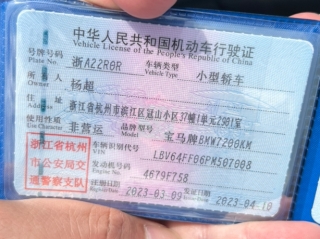 中华人民共和国机动车行驶证
Vehicle License of the People's Republic of China
号牌号码 浙A22R0R 车辆类型 小型轿车
Plate No. Vehicle Type
所有人 杨超
Owner
住址 浙江省杭州市滨江区冠山小区37幢1单元2901室
Address
使用性质 非营运 品牌型号 宝马牌BMW7200KM
Use Character Model
浙江省杭州市公安局交通警察支队
车辆识别代号 LBV64FF06PM507008
VIN
发动机号码 4679F758
Engine No.
注册日期 2023-03-09 发证日期 2023-04-10
Register Date Issue Date